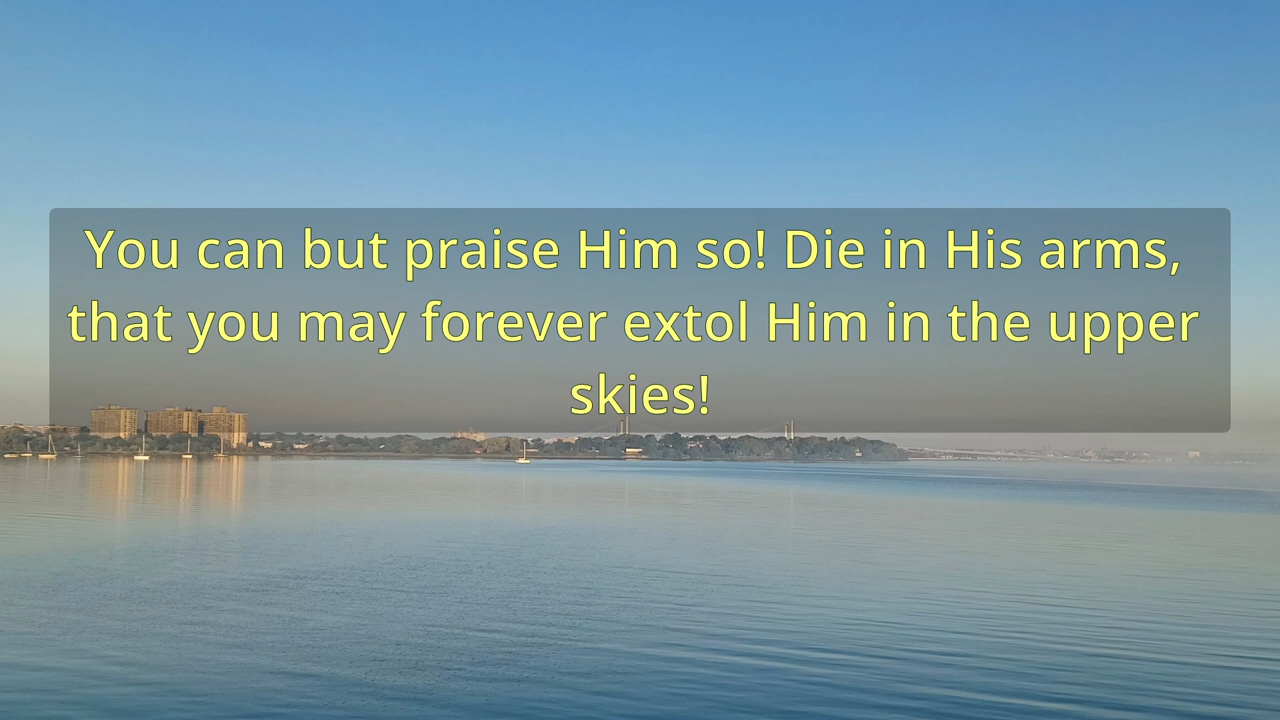 You can but praise Him so! Die in His arms,
that you may forever extol Him in the upper
skies!